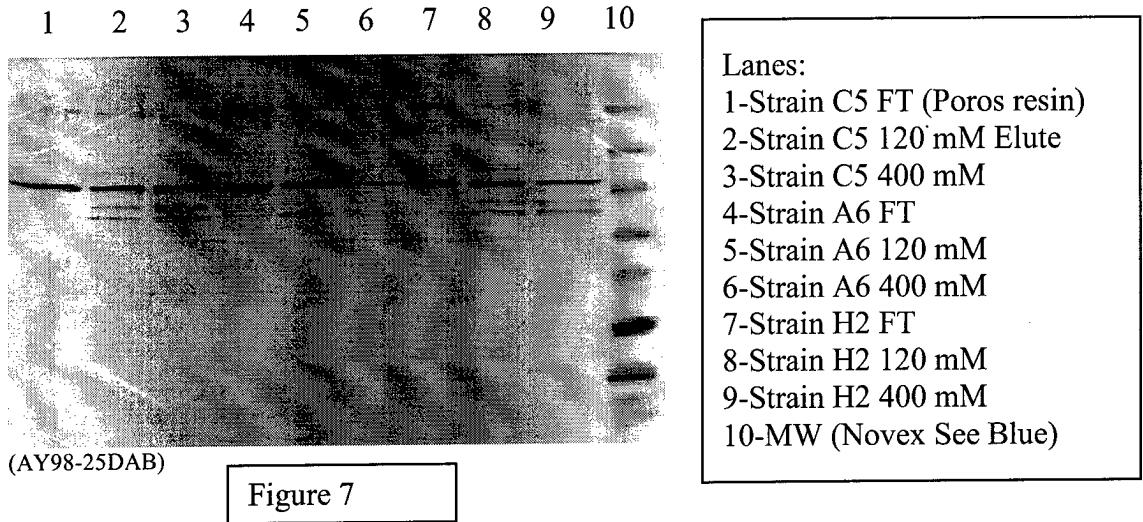 1 2 3 4 5 6 7 8 9 10
Lanes:
1-Strain C5 FT (Poros resin)
2-Strain C5 120 mM Elute
3-Strain C5 400 mM
4-Strain A6 FT
5-Strain A6 120 mM
6-Strain A6 400 mM
7-Strain H2 FT
8-Strain H2 120 mM
9-Strain H2 400 mM
10-MW (Novex See Blue)
(AY98-25DAB)
Figure 7